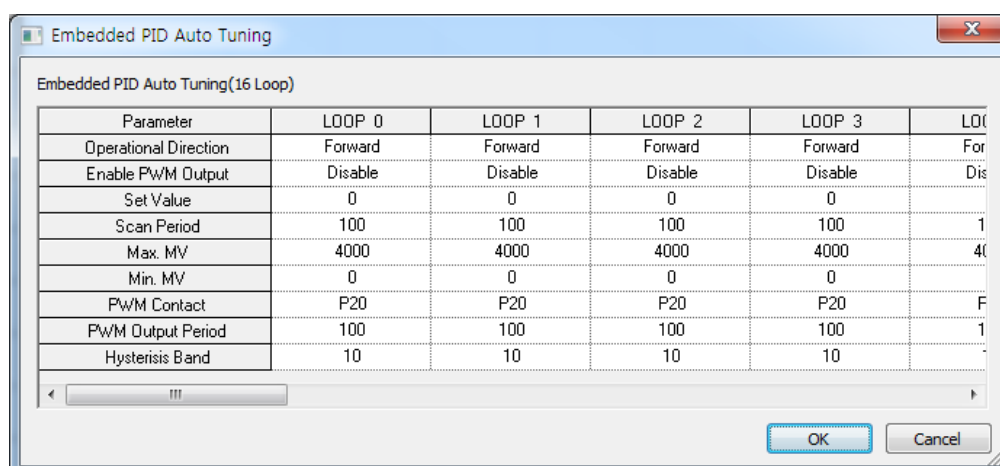 Embedded PID Auto Tuning
Embedded PID Auto Tuning(16 Loop)
Parameter LOOP 0 LOOP 1 LOOP 2 LOOP 3
Operational Direction Forward Forward Forward Forward
Enable PWM Output Disable Disable Disable Disable
Set Value 0 0 0 0
Scan Period 100 100 100 100
Max. MV 4000 4000 4000 4000
Min. MV 0 0 0 0
PWM Contact P20 P20 P20 P20
PWM Output Period 100 100 100 100
Hysterisis Band 10 10 10 10
OK Cancel